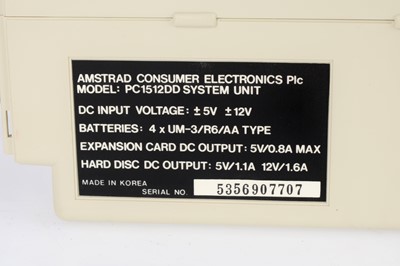 AMSTRAD CONSUMER ELECTRONICS Plc
MODEL: PC1512DD SYSTEM UNIT
DC INPUT VOLTAGE: ±5V ±12V
BATTERIES: 4 x UM-3/R6/AA TYPE
EXPANSION CARD DC OUTPUT: 5V/0.8A MAX
HARD DISC DC OUTPUT: 5V/1.1A 12V/1.6A
MADE IN KOREA
SERIAL NO. 5356907707